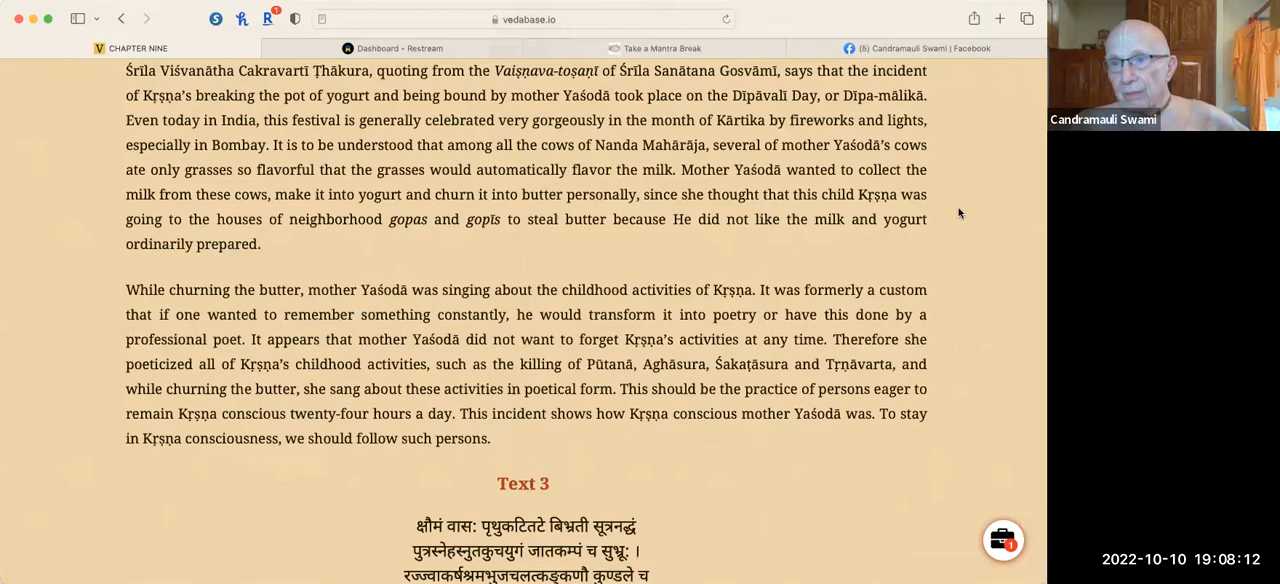 vedabase.io
CHAPTER NINE
Dashboard – Restream
Take a Mantra Break
(5) Candramauli Swami | Facebook
Śrīla Viśvanātha Cakravartī Ṭhākura, quoting from the Vaiṣṇava-toṣaṇī of Śrīla Sanātana Gosvāmī, says that the incident
of Kṛṣṇa’s breaking the pot of yogurt and being bound by mother Yaśodā took place on the Dīpāvalī Day, or Dīpa-mālikā.
Even today in India, this festival is generally celebrated very gorgeously in the month of Kārtika by fireworks and lights,
especially in Bombay. It is to be understood that among all the cows of Nanda Mahārāja, several of mother Yaśodā’s cows
ate only grasses so flavorful that the grasses would automatically flavor the milk. Mother Yaśodā wanted to collect the
milk from these cows, make it into yogurt and churn it into butter personally, since she thought that this child Kṛṣṇa was
going to the houses of neighborhood gopas and gopīs to steal butter because He did not like the milk and yogurt
ordinarily prepared.
While churning the butter, mother Yaśodā was singing about the childhood activities of Kṛṣṇa. It was formerly a custom
that if one wanted to remember something constantly, he would transform it into poetry or have this done by a
professional poet. It appears that mother Yaśodā did not want to forget Kṛṣṇa’s activities at any time. Therefore she
poeticized all of Kṛṣṇa’s childhood activities, such as the killing of Pūtanā, Aghāsura, Śakaṭāsura and Tṛṇāvarta, and
while churning the butter, she sang about these activities in poetical form. This should be the practice of persons eager to
remain Kṛṣṇa conscious twenty-four hours a day. This incident shows how Kṛṣṇa conscious mother Yaśodā was. To stay
in Kṛṣṇa consciousness, we should follow such persons.
Text 3
क्षौमं वास: पृथुकटितटे बिभ्रती सूत्रनद्धं
पुत्रस्नेहस्नुतकुचयुगं जातकम्पं च सुभ्रू: ।
रज्ज्वाकर्षश्रमभुजचलत्कङ्कणौ कुण्डले च
Candramauli Swami
1
1
2022-10-10 19:08:12